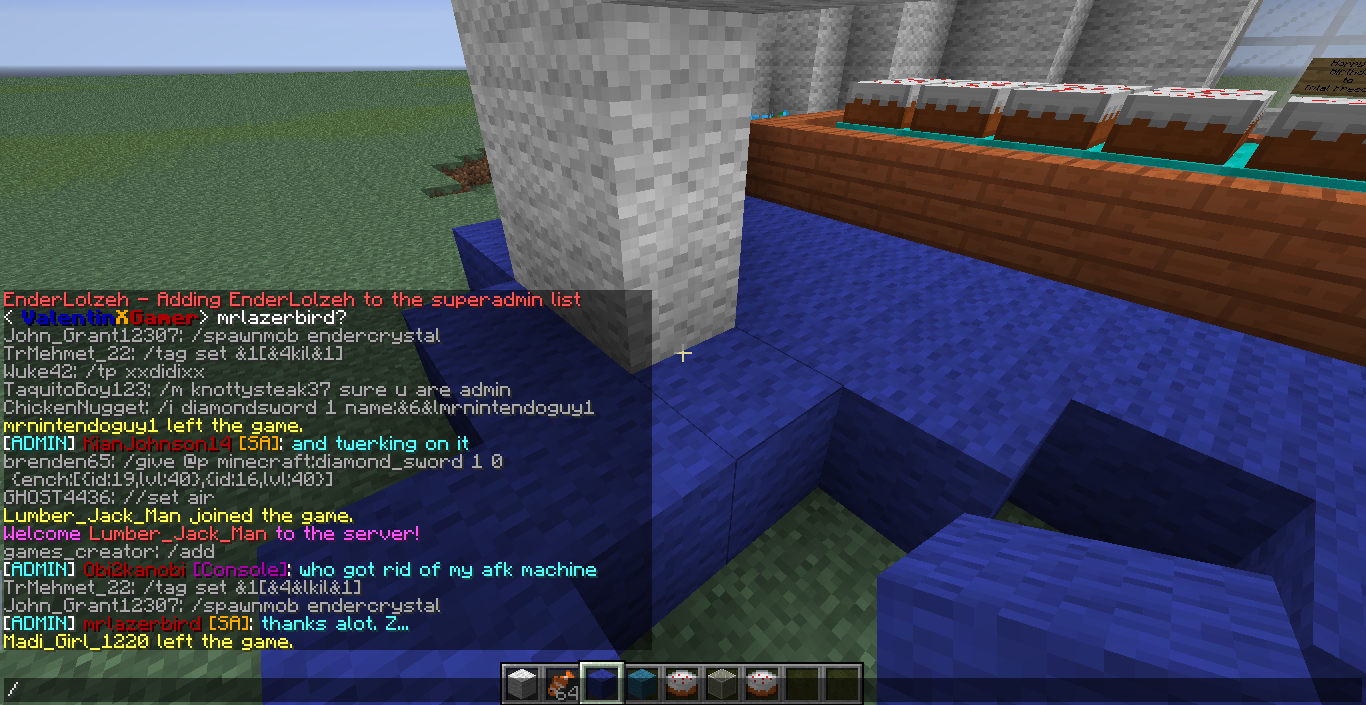 Happy
Birthday
to
EnderLolzeh - Adding EnderLolzeh to the superadmin list
< ValentinXGamer> mrlazerbird?
John_Grant12307: /spawnmob endercrystal
TrMehmet_22: /tag set &1[&4kil&1]
Wuke42: /tp xxdidixx
TaquitoBoy123: /m knottysteak37 sure u are admin
ChickenNugget: /i diamondsword 1 name:&6&lmrnintendoguy1
mrnintendoguy1 left the game.
[ADMIN] KianJohnson14 [SA]: and twerking on it
brenden65: /give @p minecraft:diamond_sword 1 0
{ench:[{id:19,lvl:40},{id:16,lvl:40}]
GHOST4436: //set air
Lumber_Jack_Man joined the game.
Welcome Lumber_Jack_Man to the server!
games_creator: /add
[ADMIN] Obi2kanobi [Console]: who got rid of my afk machine
TrMehmet_22: /tag set &1[&4&lkil&1]
John_Grant12307: /spawnmob endercrystal
[ADMIN] mrlazerbird [SA]: thanks alot. Z...
Madi_Girl_1220 left the game.
/
64